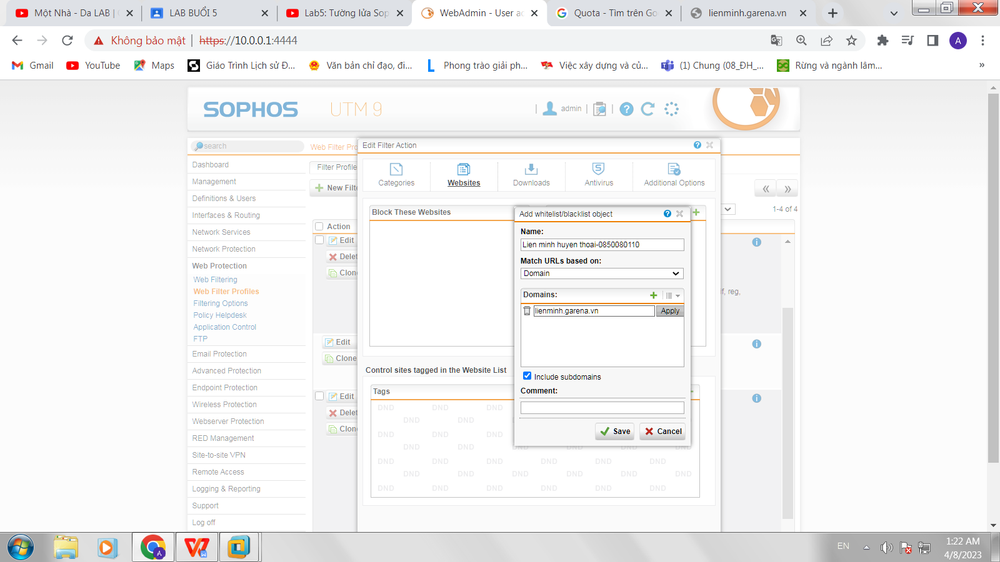 Một Nhà - Da LAB | (
LAB BUỔI 5
Lab5: Tường lửa Sop
WebAdmin - User ac
Quota - Tìm trên Go
lienminh.garena.vn
Không bảo mật | https://10.0.0.1:4444
A
Gmail
YouTube
Maps
Giáo Trình Lịch sử Đ...
Văn bản chỉ đạo, đi...
Phong trào giải ph...
Việc xây dựng và củ...
(1) Chung (08_ĐH_...
Rừng và ngành lâm...
»
SOPHOS
UTM 9
admin
search
Dashboard
Management
Definitions & Users
Interfaces & Routing
Network Services
Network Protection
Web Protection
Web Filtering
Web Filter Profiles
Filtering Options
Policy Helpdesk
Application Control
FTP
Email Protection
Advanced Protection
Endpoint Protection
Wireless Protection
Webserver Protection
RED Management
Site-to-site VPN
Remote Access
Logging & Reporting
Support
Log off
Web Filter Pro
Filter Profile
New Filte
« »
1-4 of 4
Action
Edit
Delet
Clone
if, reg,
Edit
Clone
Edit
Delet
Clon
Edit Filter Action
Categories
Websites
Downloads
Antivirus
Additional Options
Block These Websites
Control sites tagged in the Website List
Tags
DND DND DND
DND DND
DND DND DND
DND DND DND DND DND DND
DND DND DND DND DND DND
DND DND DND DND DND DND
DND DND DND DND DND DND
Add whitelist/blacklist object
Name:
Lien minh huyen thoai-0850080110
Match URLs based on:
Domain
Domains:
lienminh.garena.vn
Apply
Include subdomains
Comment:
Save
Cancel
EN
1:22 AM
4/8/2023